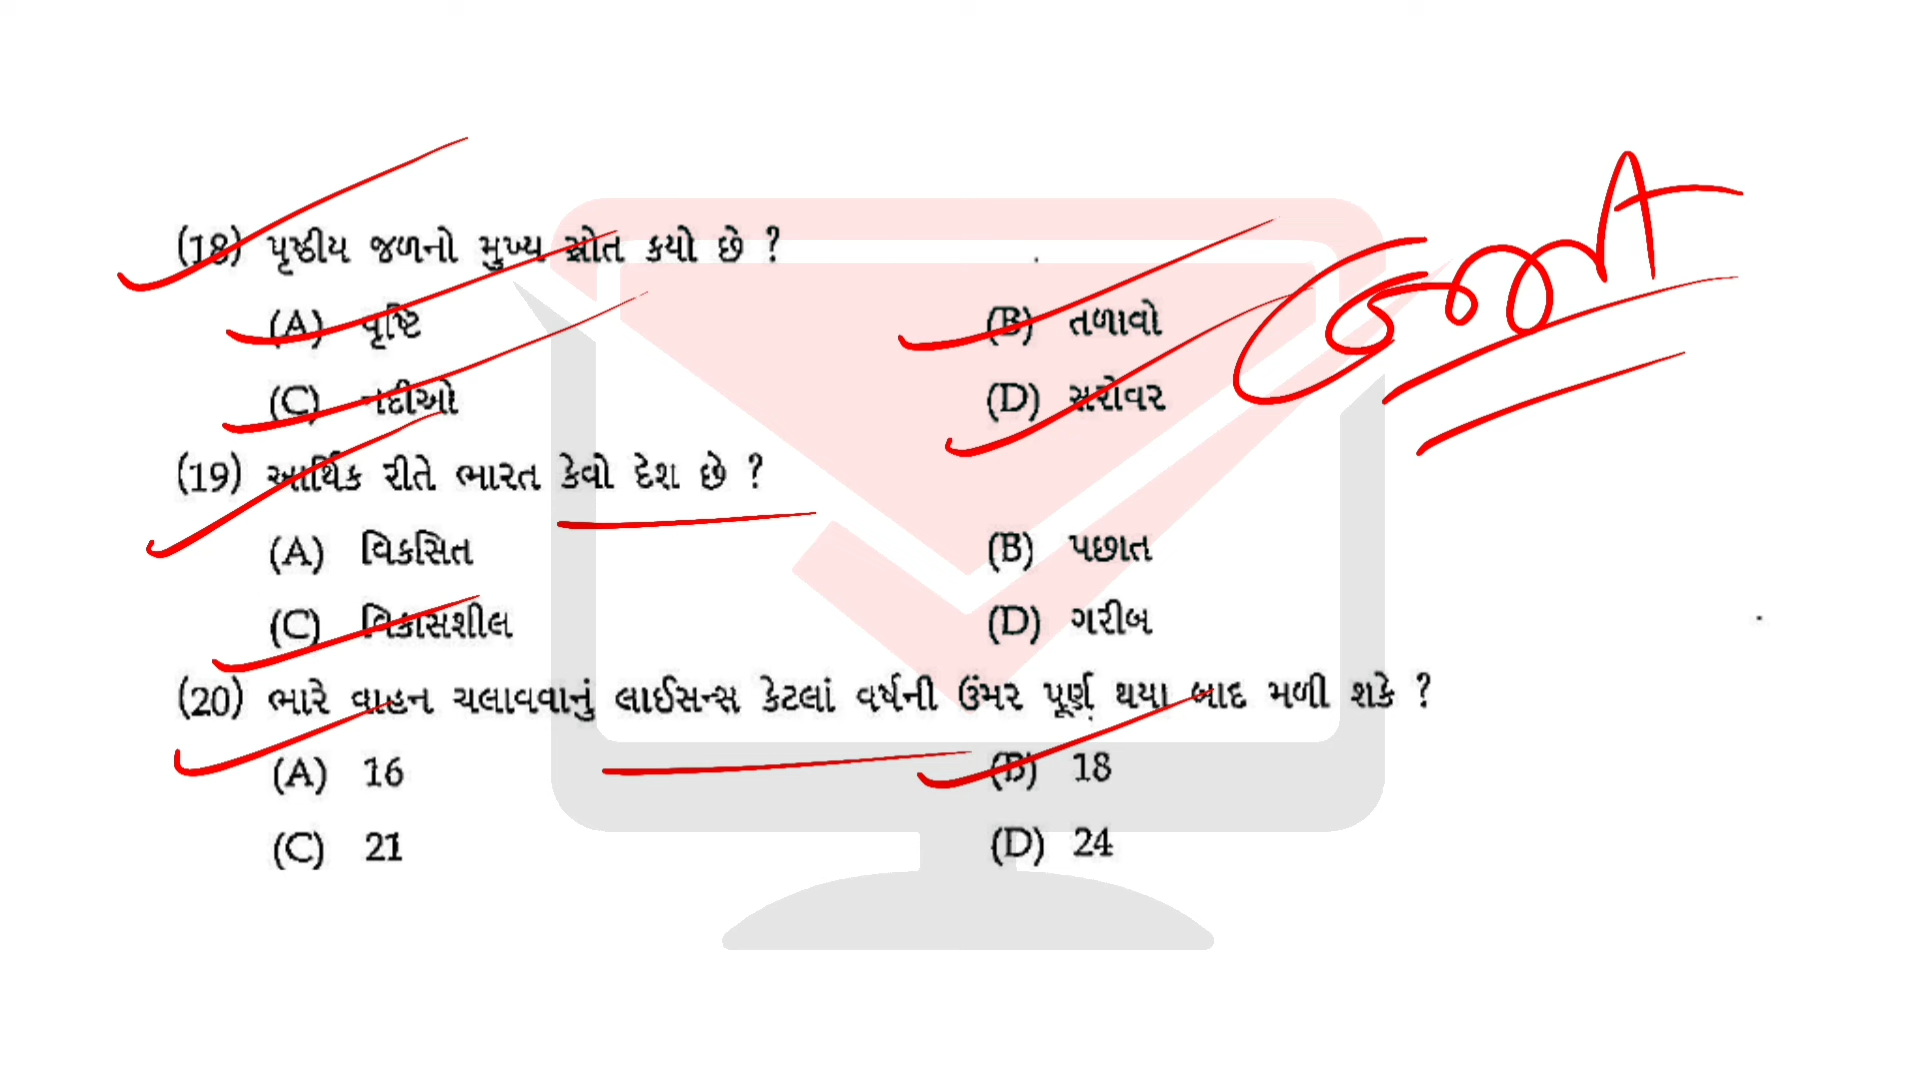 (18) પૃષ્ઠીય જળનો મુખ્ય સ્રોત કયો છે ?
(A) વૃષ્ટિ (B) તળાવો
(C) નદીઓ (D) સરોવર
(19) આર્થિક રીતે ભારત કેવો દેશ છે ?
(A) વિકસિત (B) પછાત
(C) વિકાસશીલ (D) ગરીબ
(20) ભારે વાહન ચલાવવાનું લાઈસન્સ કેટલાં વર્ષની ઉંમર પૂર્ણ થયા બાદ મળી શકે ?
(A) 16 (B) 18
(C) 21 (D) 24